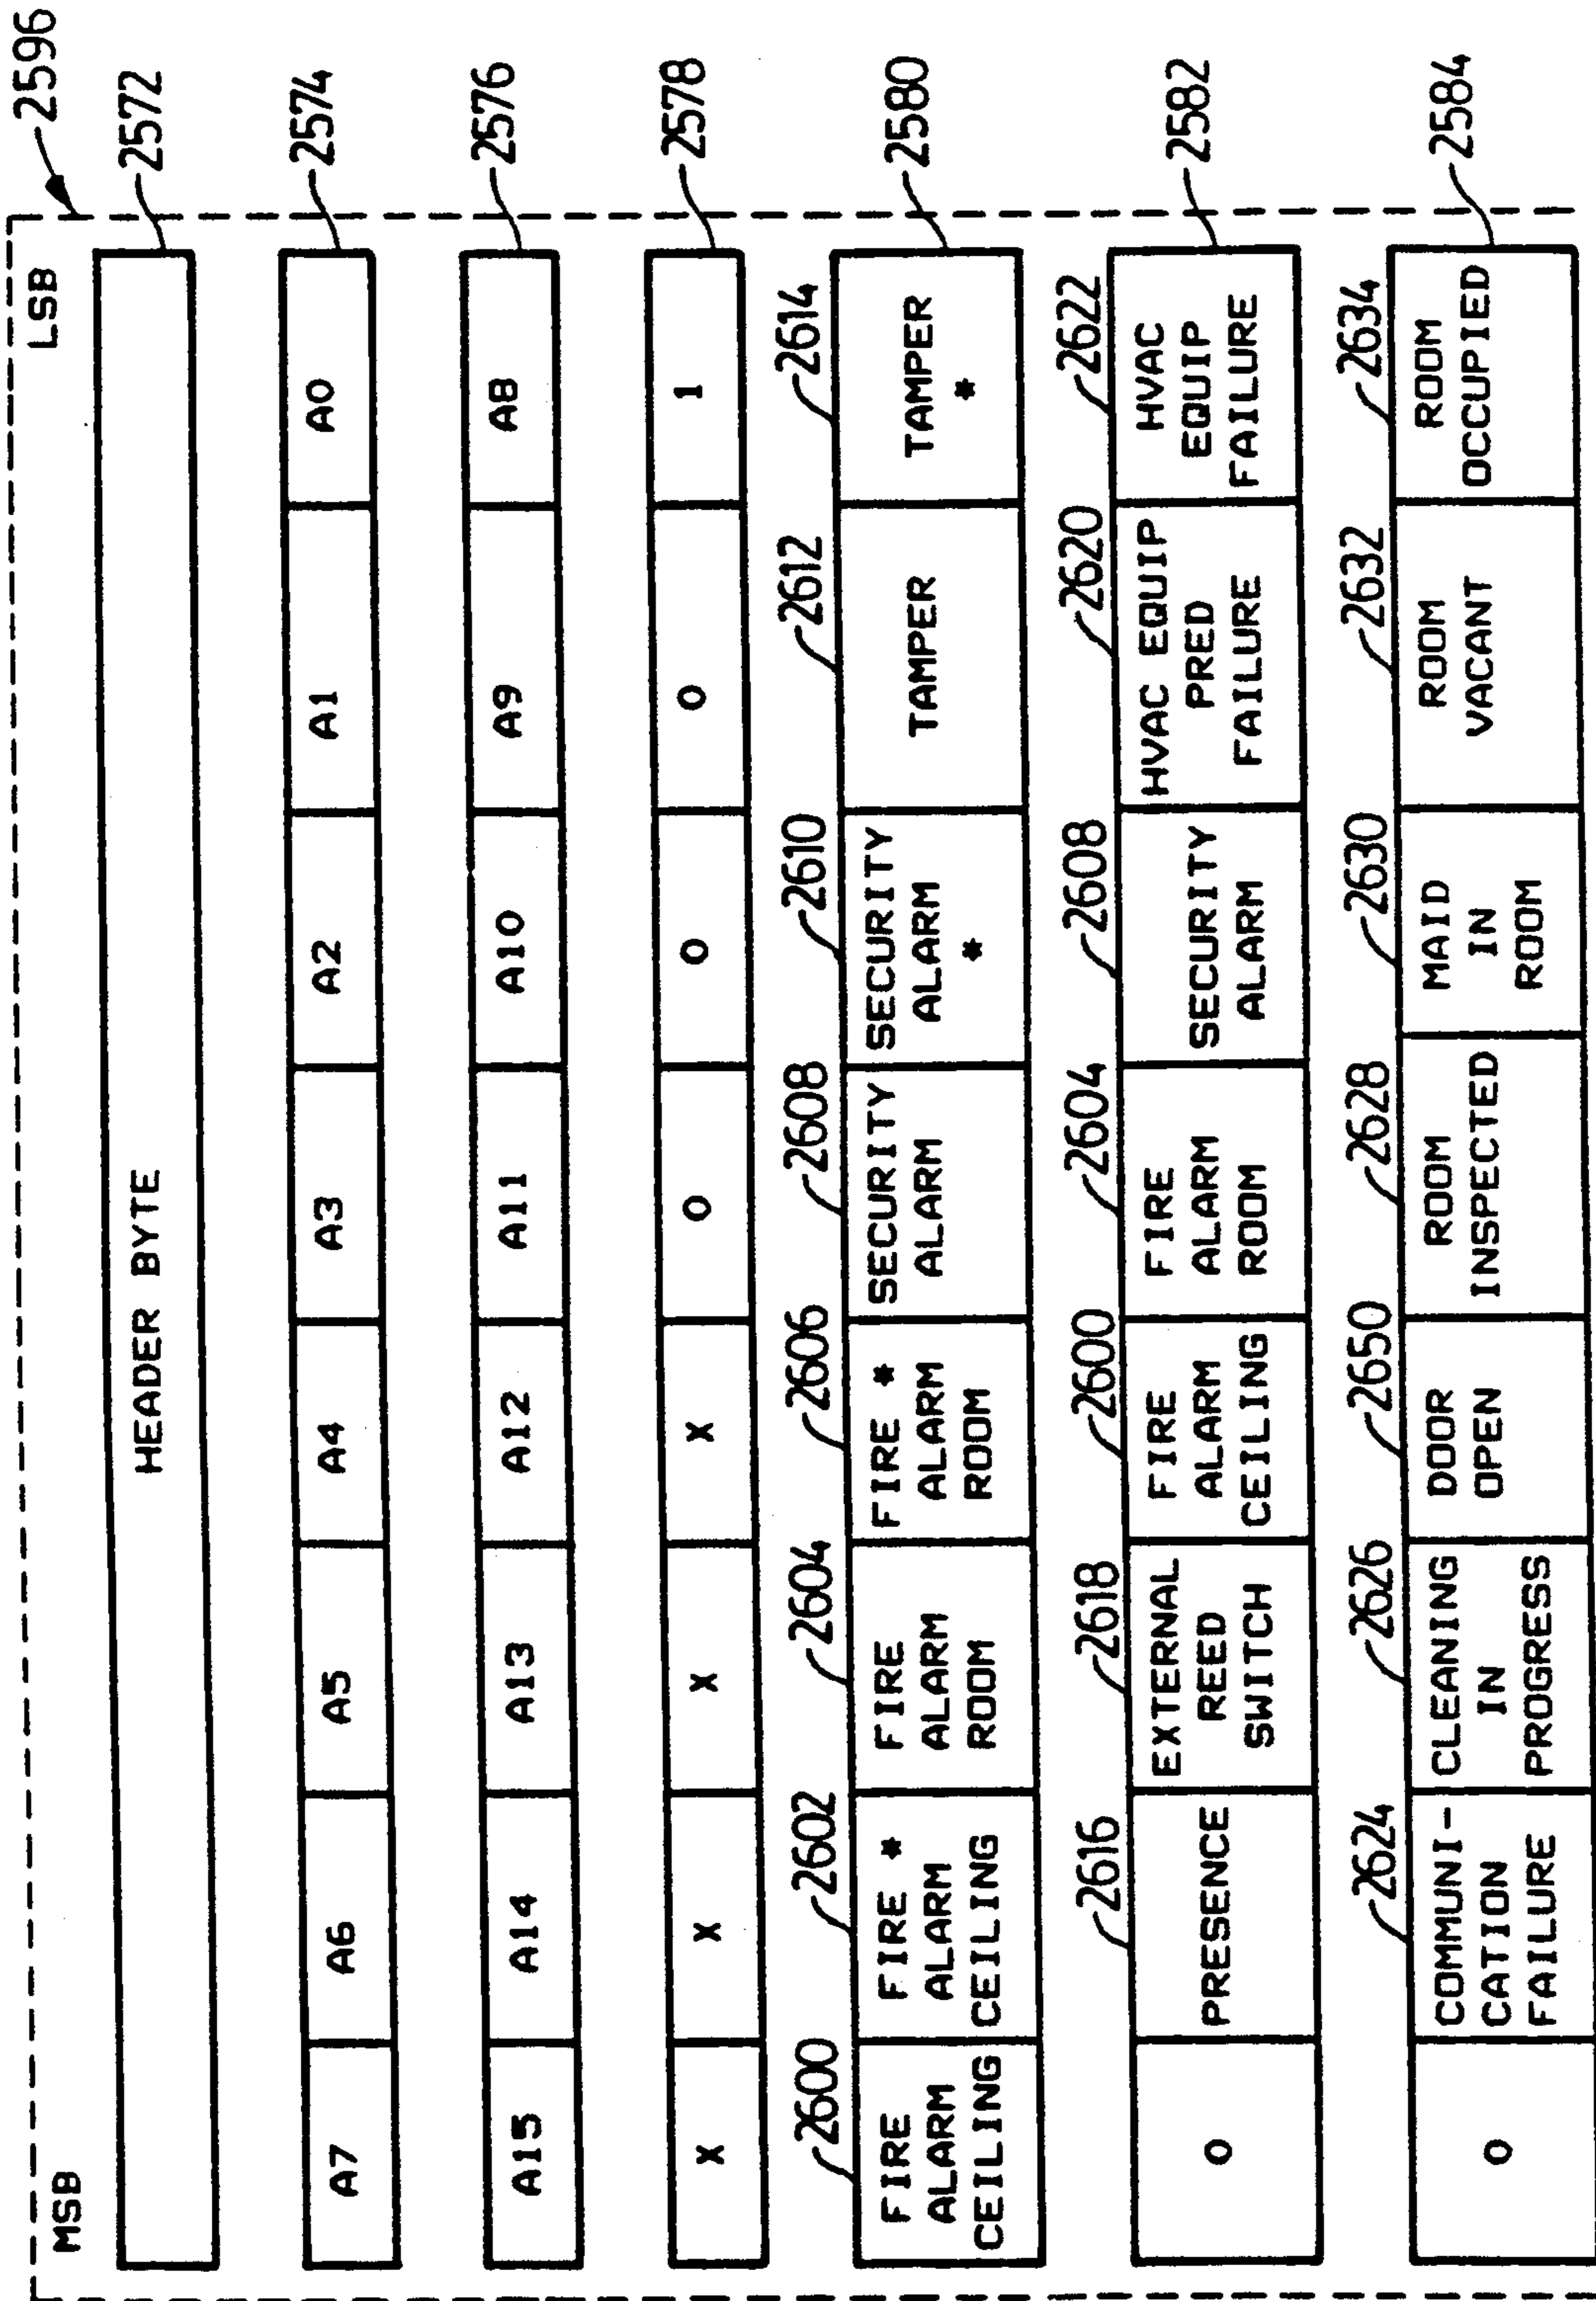 2596
MSB
LSB
HEADER BYTE
2572
A7 A6 A5 A4 A3 A2 A1 A0
2574
A15 A14 A13 A12 A11 A10 A9 A8
2576
X X X X 0 0 0 1
2578
2600 2602 2604 2606 2608 2610 2612 2614
FIRE
ALARM
CEILING
FIRE *
ALARM
CEILING
FIRE
ALARM
ROOM
FIRE *
ALARM
ROOM
SECURITY
ALARM
SECURITY
ALARM
*
TAMPER
TAMPER
*
2580
2616 2618 2600 2604 2608 2620 2622
0
PRESENCE
EXTERNAL
REED
SWITCH
FIRE
ALARM
CEILING
FIRE
ALARM
ROOM
SECURITY
ALARM
HVAC EQUIP
PRED
FAILURE
HVAC
EQUIP
FAILURE
2582
2624 2626 2650 2628 2630 2632 2634
0
COMMUNI-
CATION
FAILURE
CLEANING
IN
PROGRESS
DOOR
OPEN
ROOM
INSPECTED
MAID
IN
ROOM
ROOM
VACANT
ROOM
OCCUPIED
2584